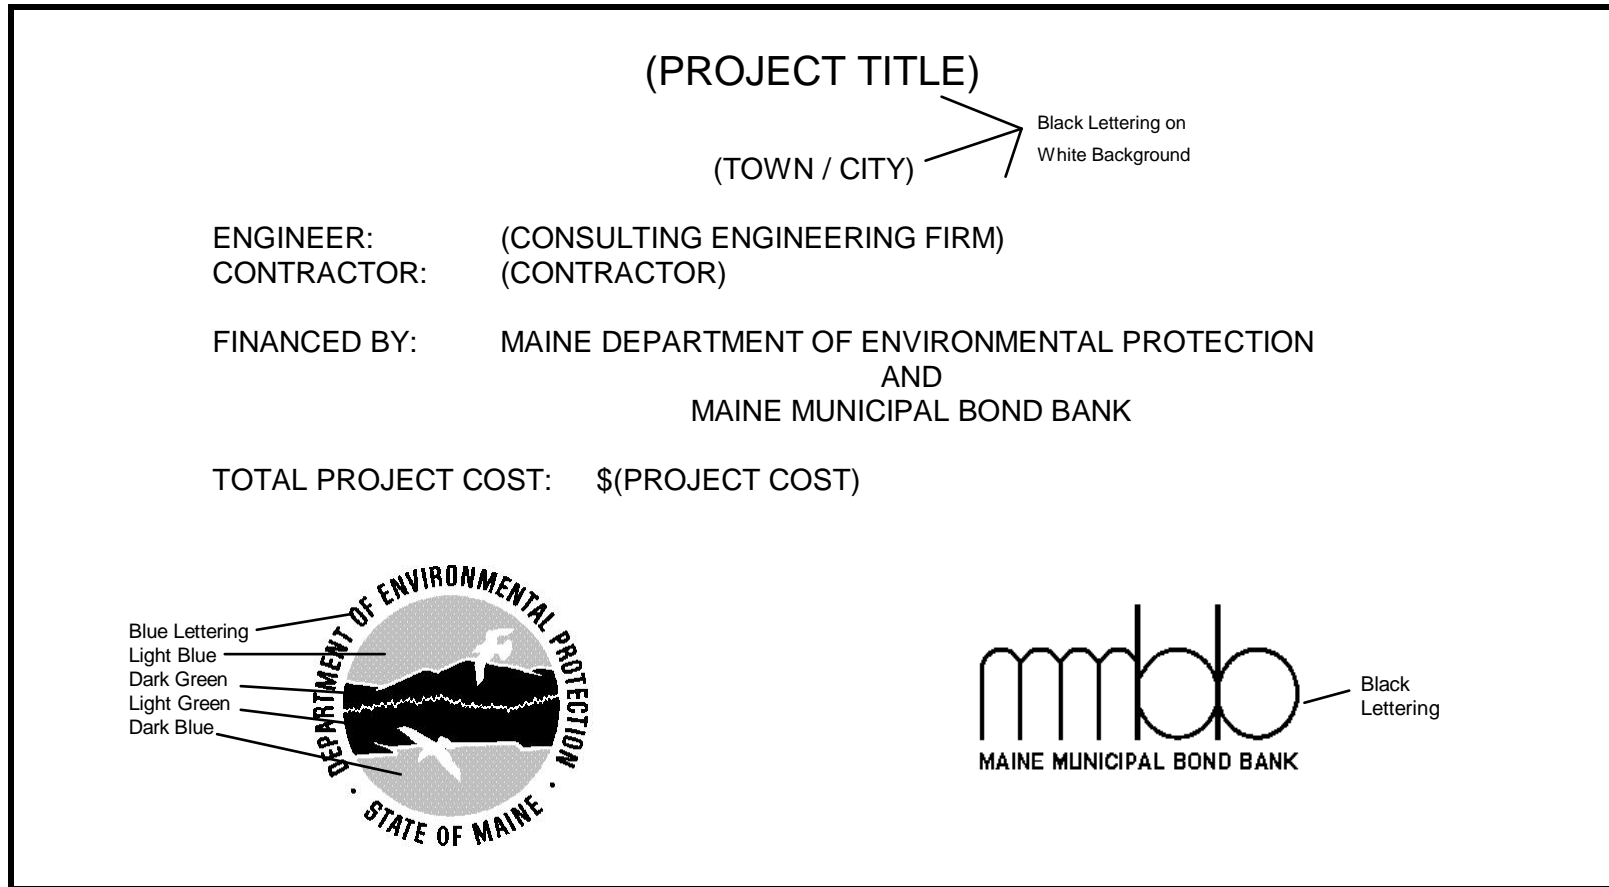 (PROJECT TITLE)
Black Lettering on
White Background
(TOWN / CITY)
ENGINEER: (CONSULTING ENGINEERING FIRM)
CONTRACTOR: (CONTRACTOR)
FINANCED BY: MAINE DEPARTMENT OF ENVIRONMENTAL PROTECTION
AND
MAINE MUNICIPAL BOND BANK
TOTAL PROJECT COST: $(PROJECT COST)
Blue Lettering
Light Blue
Dark Green
Light Green
Dark Blue
DEPARTMENT OF ENVIRONMENTAL PROTECTION
· STATE OF MAINE ·
mmbb
MAINE MUNICIPAL BOND BANK
Black
Lettering